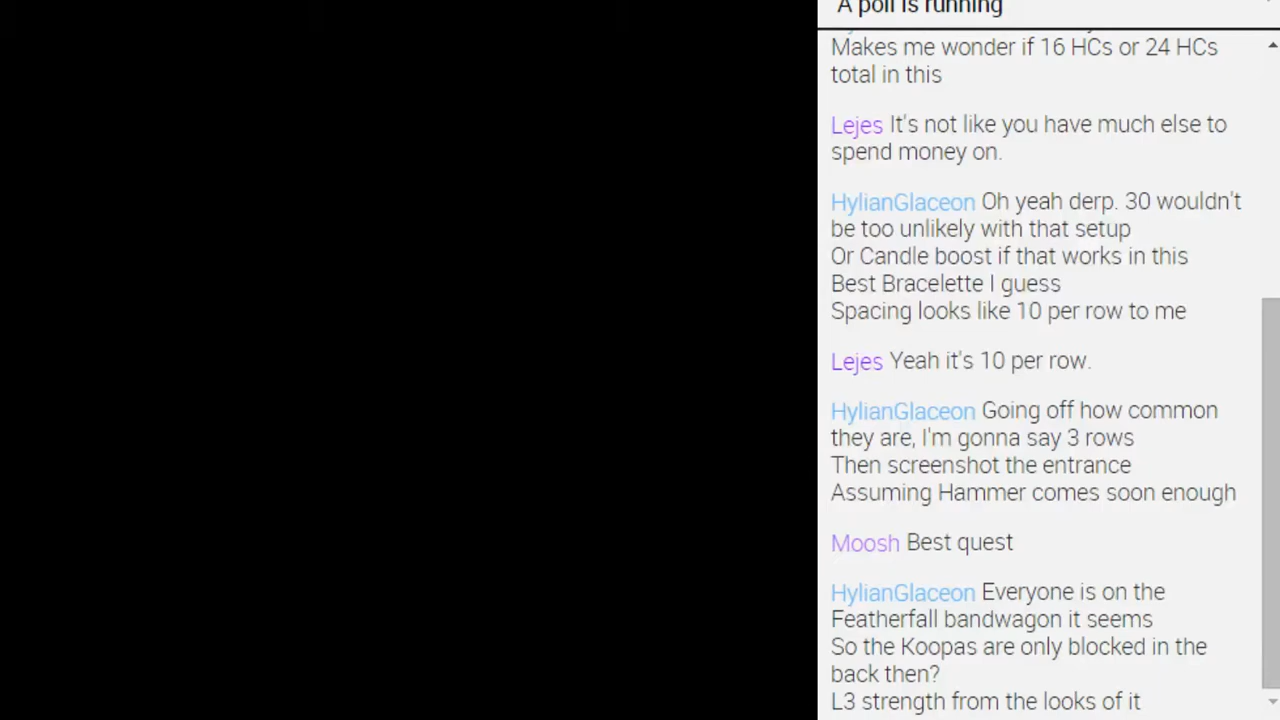 A poll is running
Makes me wonder if 16 HCs or 24 HCs
total in this
Lejes It's not like you have much else to
spend money on.
HylianGlaceon Oh yeah derp. 30 wouldn't
be too unlikely with that setup
Or Candle boost if that works in this
Best Bracelette I guess
Spacing looks like 10 per row to me
Lejes Yeah it's 10 per row.
HylianGlaceon Going off how common
they are, I'm gonna say 3 rows
Then screenshot the entrance
Assuming Hammer comes soon enough
Moosh Best quest
HylianGlaceon Everyone is on the
Featherfall bandwagon it seems
So the Koopas are only blocked in the
back then?
L3 strength from the looks of it